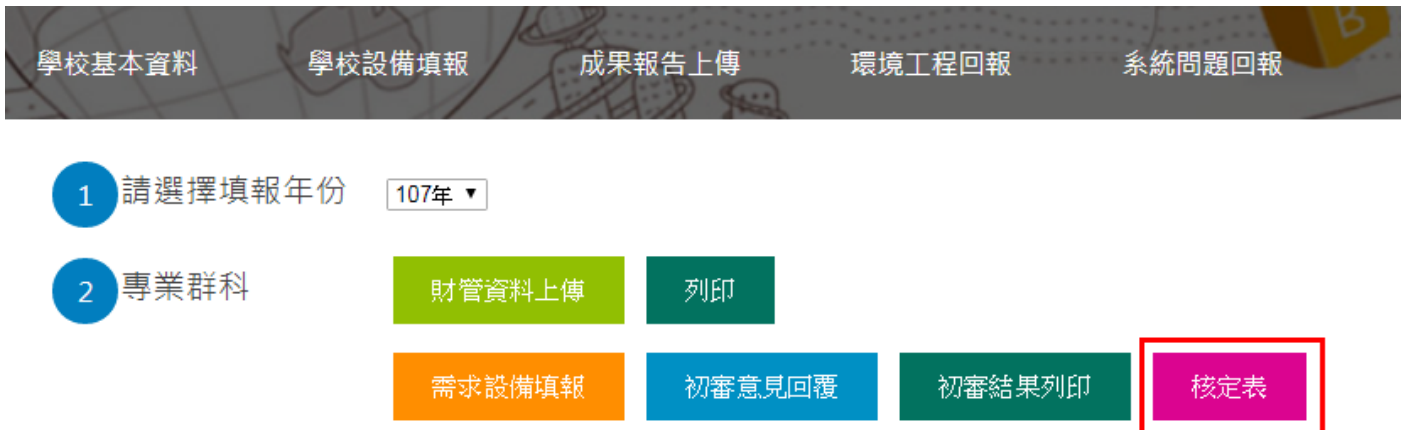 學校基本資料 學校設備填報 成果報告上傳 環境工程回報 系統問題回報
1 請選擇填報年份 107年
2 專業群科 財管資料上傳 列印
需求設備填報 初審意見回覆 初審結果列印 核定表
B